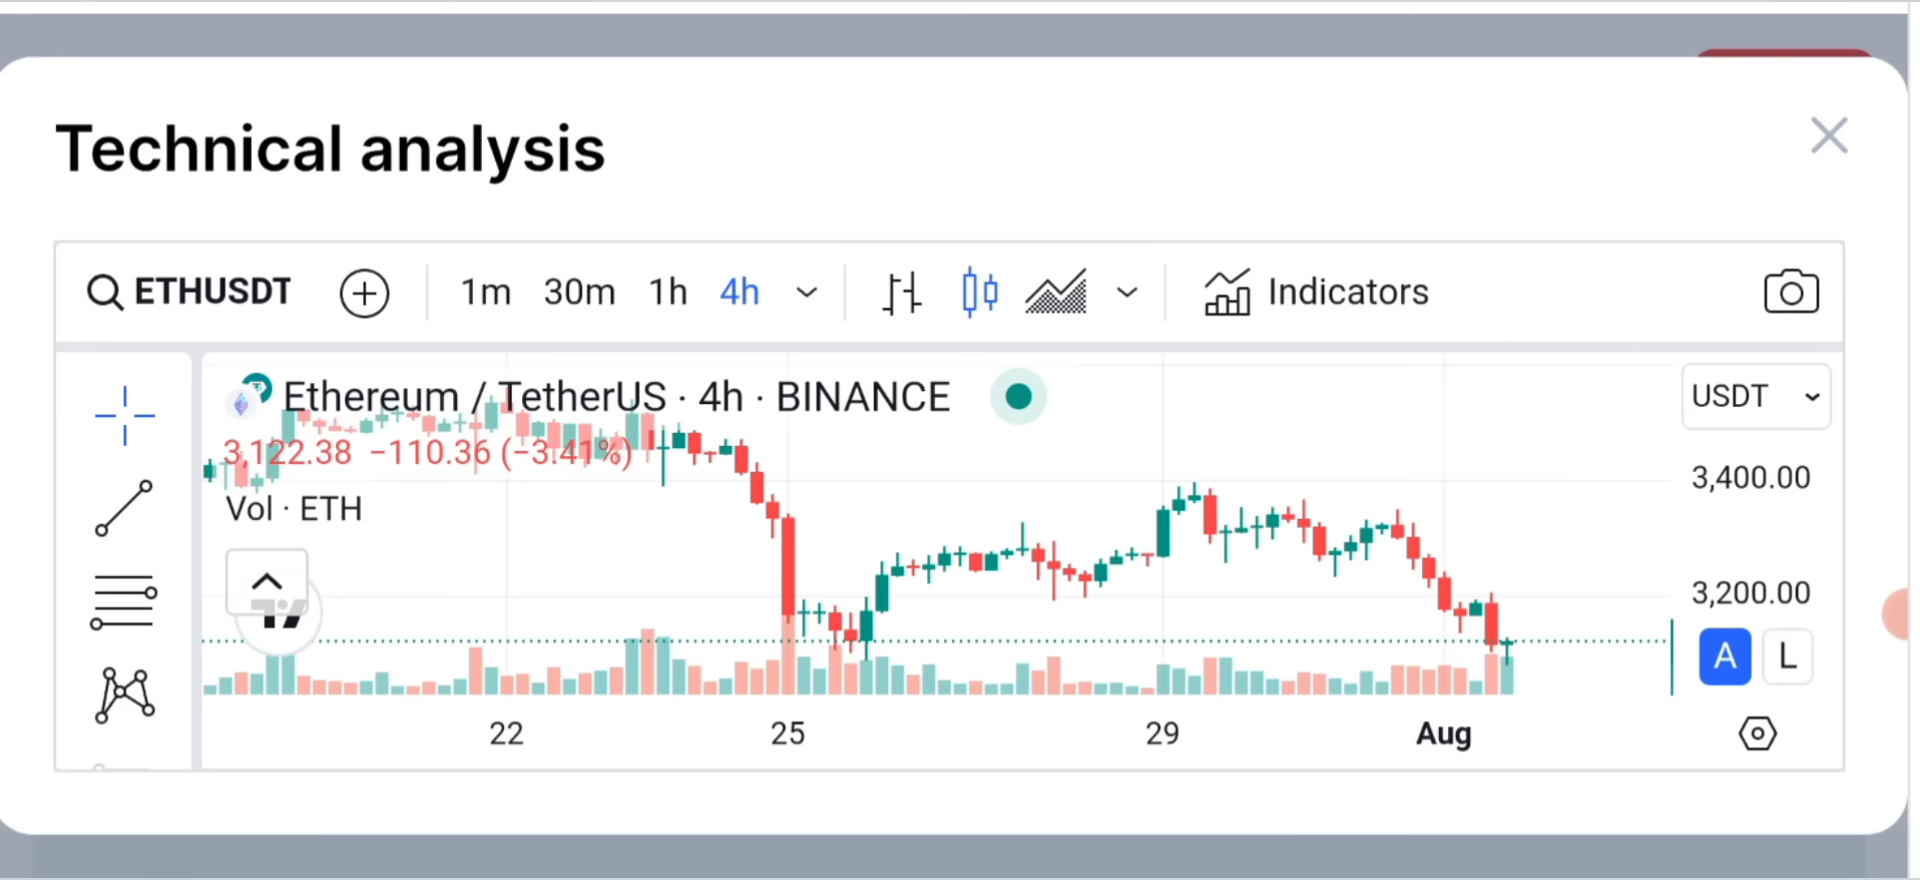 Technical analysis
ETHUSDT 1m 30m 1h 4h Indicators
Ethereum / TetherUS · 4h · BINANCE USDT
3,122.38 −110.36 (−3.41%)
3,400.00
Vol · ETH
3,200.00
A L
22 25 29 Aug